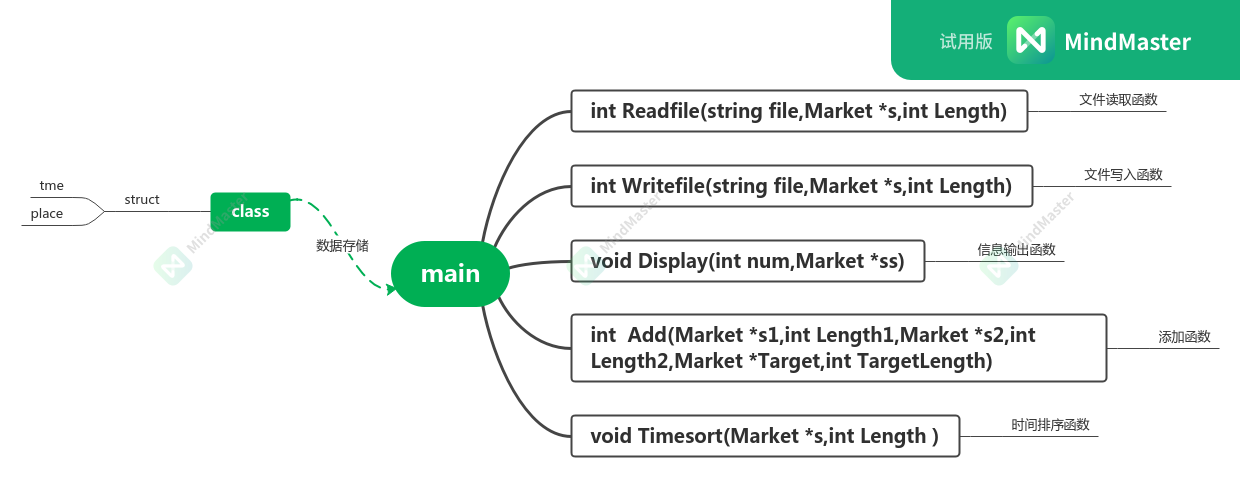 试用版 MindMaster
int Readfile(string file,Market *s,int Length)
文件读取函数
int Writefile(string file,Market *s,int Length)
文件写入函数
tme
place
struct
class
数据存储
main
void Display(int num,Market *ss)
信息输出函数
int  Add(Market *s1,int Length1,Market *s2,int
Length2,Market *Target,int TargetLength)
添加函数
void Timesort(Market *s,int Length )
时间排序函数
MindMaster
MindMaster
MindMaster